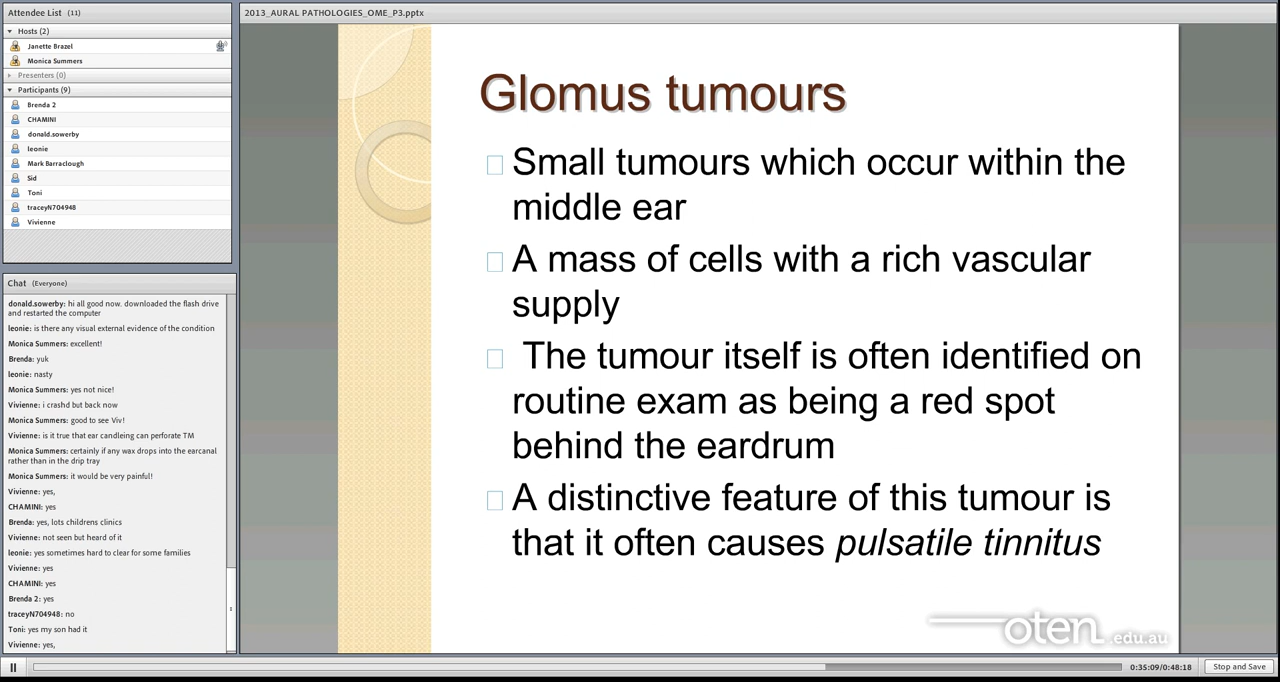 Attendee List (11)
Hosts (2)
Janette Brazel
Monica Summers
Presenters (0)
Participants (9)
Brenda 2
CHAMINI
donald.sowerby
leonie
Mark Barraclough
Sid
Toni
traceyN704948
Vivienne
Chat (Everyone)
donald.sowerby: hi all good now. downloaded the flash drive
and restarted the computer
leonie: is there any visual external evidence of the condition
Monica Summers: excellent!
Brenda: yuk
leonie: nasty
Monica Summers: yes not nice!
Vivienne: i crashd but back now
Monica Summers: good to see Viv!
Vivienne: is it true that ear candleing can perforate TM
Monica Summers: certainly if any wax drops into the earcanal
rather than in the drip tray
Monica Summers: it would be very painful!
Vivienne: yes,
CHAMINI: yes
Brenda: yes, lots childrens clinics
Vivienne: not seen but heard of it
leonie: yes sometimes hard to clear for some families
Vivienne: yes
CHAMINI: yes
Brenda 2: yes
traceyN704948: no
Toni: yes my son had it
Vivienne: yes,
2013_AURAL PATHOLOGIES_OME_P3.pptx
Glomus tumours
Small tumours which occur within the
middle ear
A mass of cells with a rich vascular
supply
The tumour itself is often identified on
routine exam as being a red spot
behind the eardrum
A distinctive feature of this tumour is
that it often causes pulsatile tinnitus
oten.edu.au
0:35:09/0:48:18
Stop and Save